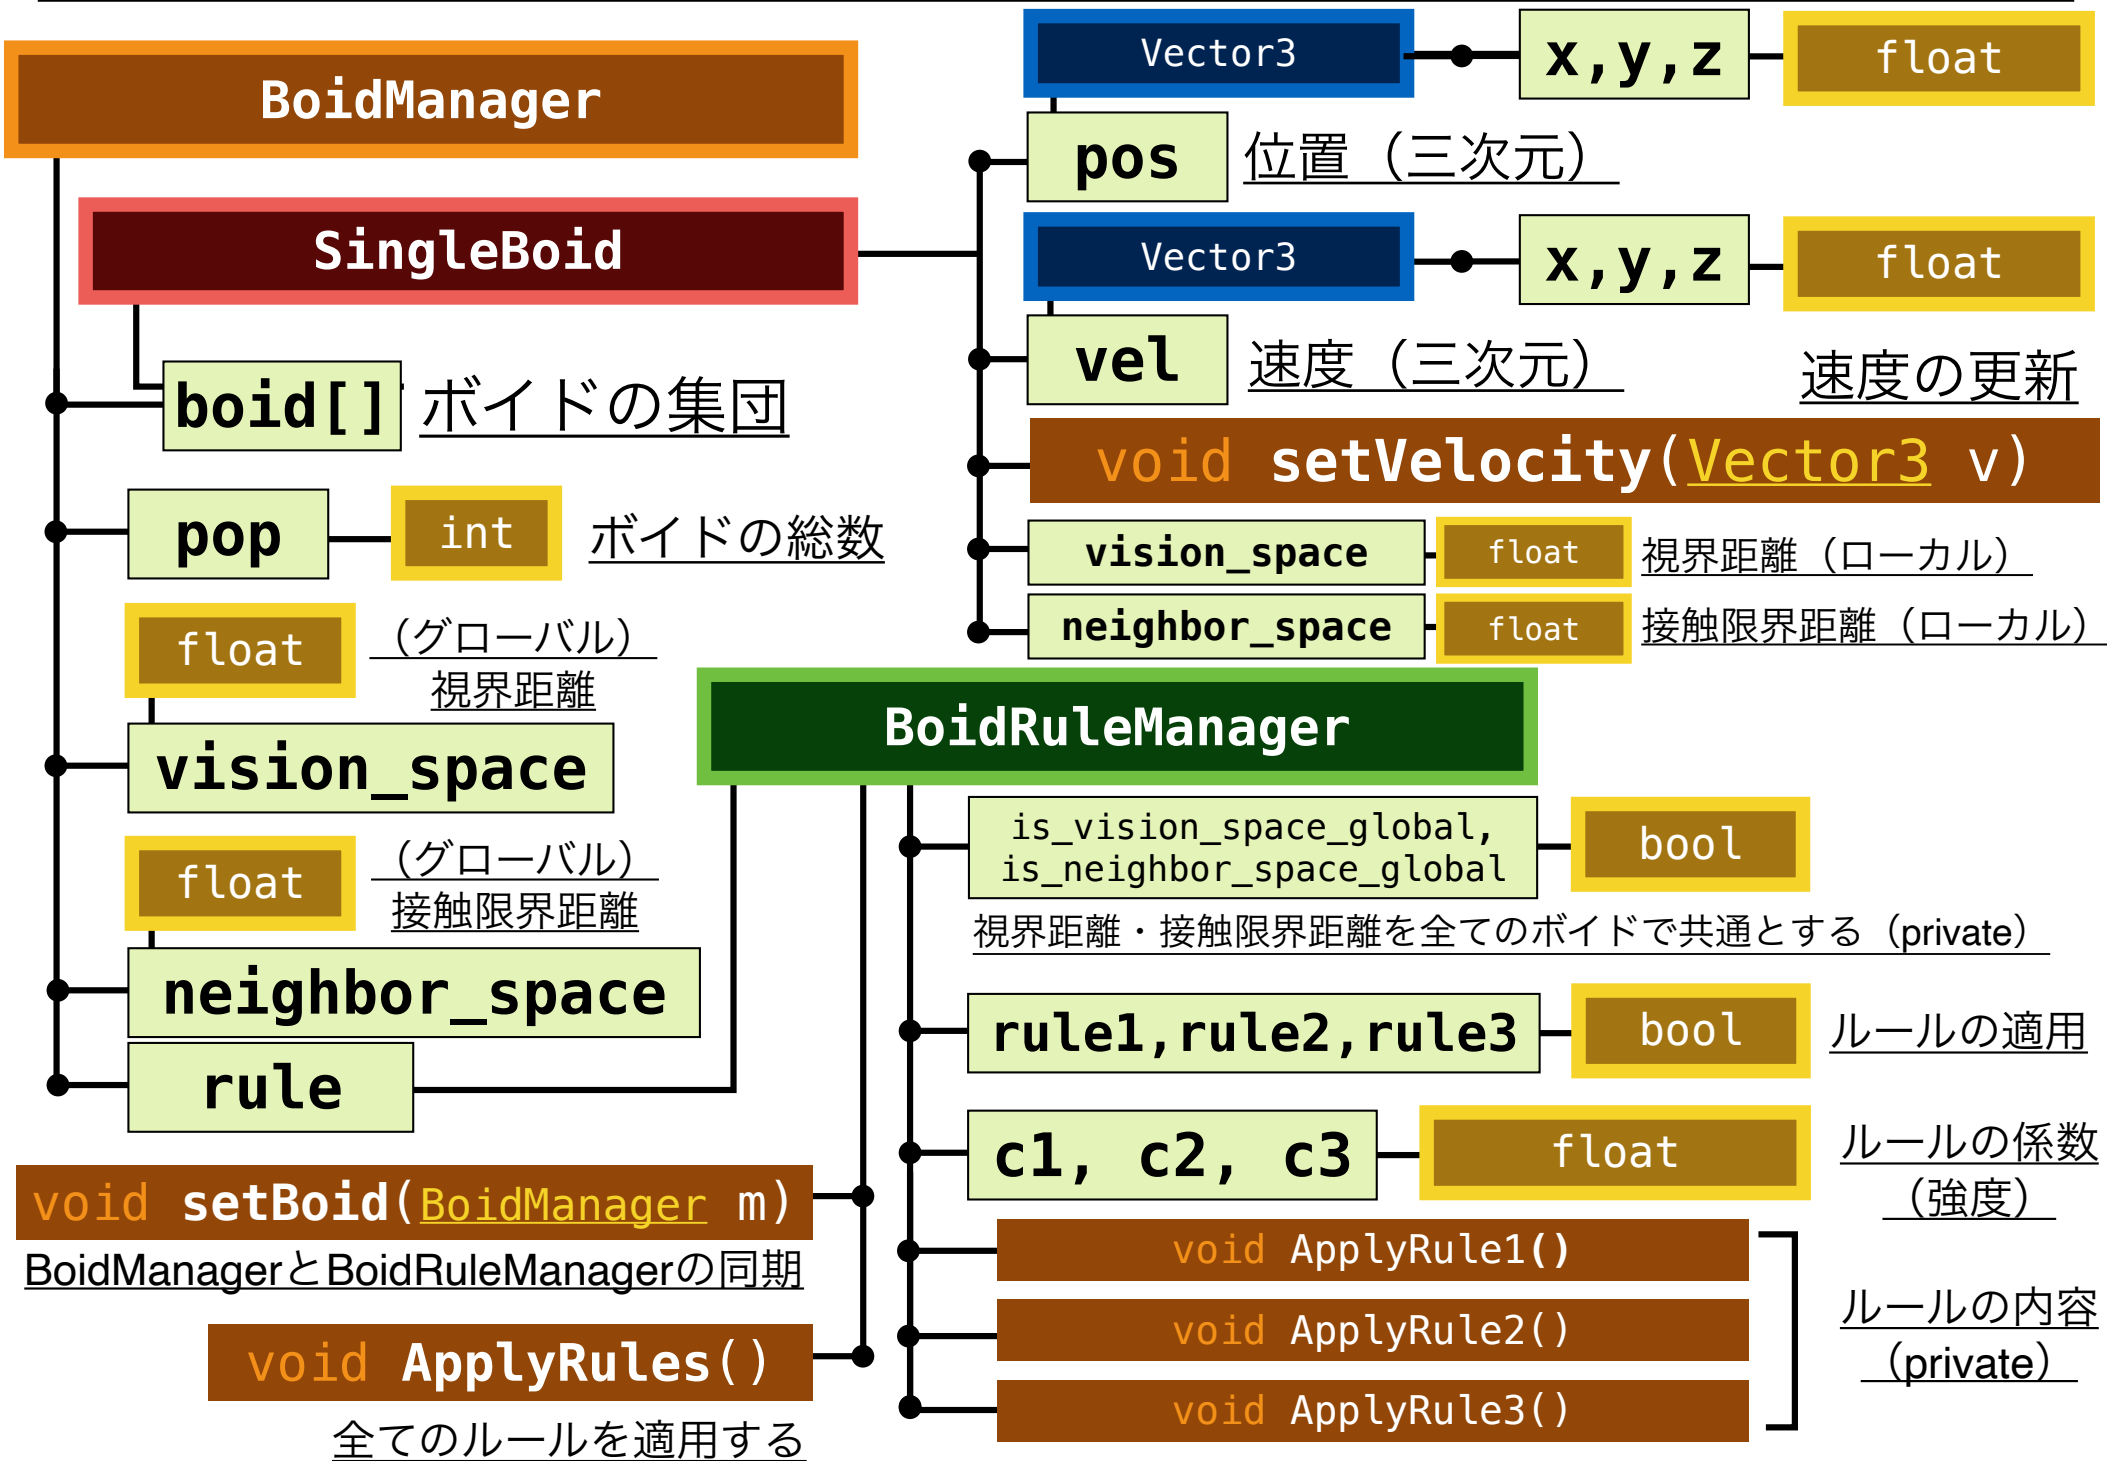 BoidManager
SingleBoid
boid[] ボイドの集団
pop int ボイドの総数
float （グローバル）
視界距離
vision_space
float （グローバル）
接触限界距離
neighbor_space
rule
Vector3 x,y,z float
pos 位置（三次元）
Vector3 x,y,z float
vel 速度（三次元） 速度の更新
void setVelocity(Vector3 v)
vision_space float 視界距離（ローカル）
neighbor_space float 接触限界距離（ローカル）
BoidRuleManager
is_vision_space_global,
is_neighbor_space_global
bool
視界距離・接触限界距離を全てのボイドで共通とする（private）
rule1,rule2,rule3 bool ルールの適用
c1, c2, c3 float ルールの係数
（強度）
void setBoid(BoidManager m)
BoidManagerとBoidRuleManagerの同期
void ApplyRules()
全てのルールを適用する
void ApplyRule1()
void ApplyRule2()
void ApplyRule3()
ルールの内容
（private）